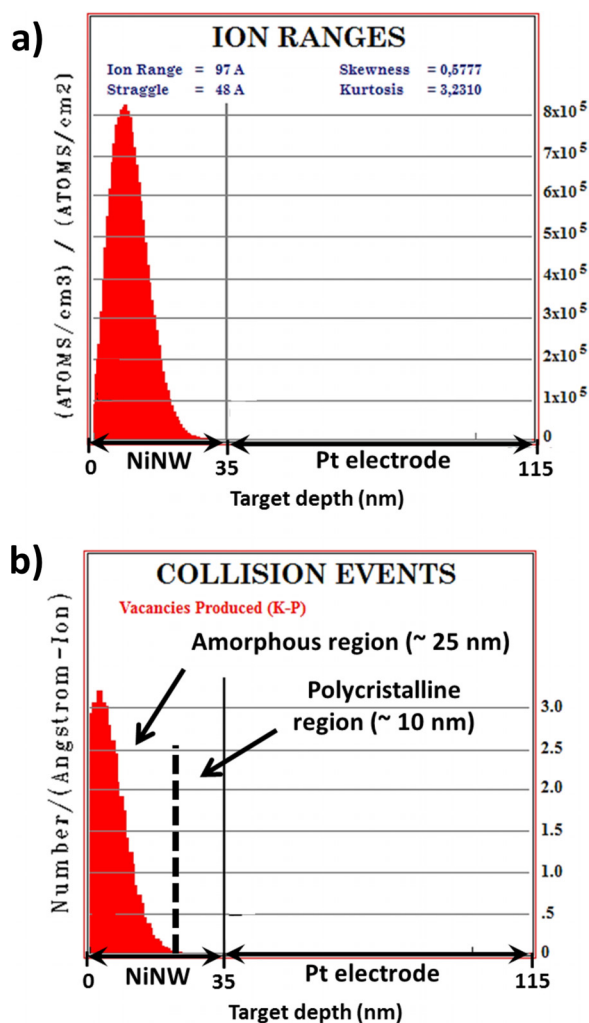 a)
ION RANGES
Ion Range = 97 A Skewness = 0,5777
Straggle = 48 A Kurtosis = 3,2310
(ATOMS/cm3) / (ATOMS/cm2)
8x10⁵
7x10⁵
6x10⁵
5x10⁵
4x10⁵
3x10⁵
2x10⁵
1x10⁵
0
NiNW Pt electrode
0 35 115
Target depth (nm)
b)
COLLISION EVENTS
Vacancies Produced (K-P)
Amorphous region (~ 25 nm)
Polycristalline
region (~ 10 nm)
Number/(Angstrom-Ion)
3.0
2.5
2.0
1.5
1.0
.5
0
NiNW Pt electrode
0 35 115
Target depth (nm)